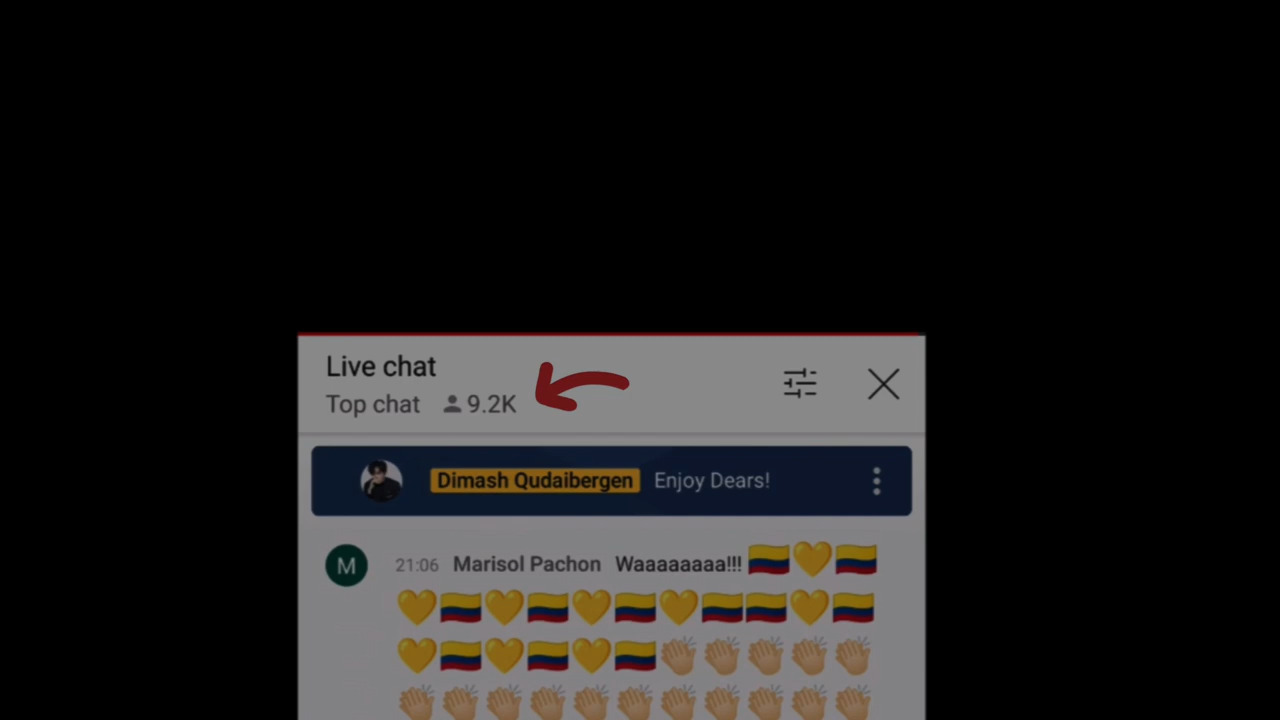 Live chat
Top chat 9.2K
Dimash Qudaibergen Enjoy Dears!
M 21:06 Marisol Pachon Waaaaaaaa!!! 🇨🇴💛🇨🇴
💛🇨🇴💛🇨🇴💛🇨🇴💛🇨🇴🇨🇴💛🇨🇴
💛🇨🇴💛🇨🇴💛🇨🇴👏🏼👏🏼👏🏼👏🏼👏🏼
👏🏼👏🏼👏🏼👏🏼👏🏼👏🏼👏🏼👏🏼👏🏼👏🏼👏🏼